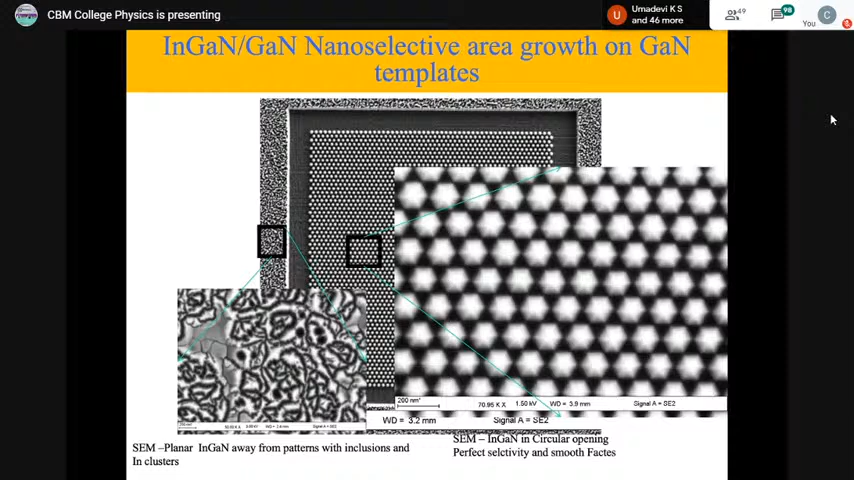 CBM College Physics is presenting
Umadevi K S
and 46 more
U
49
98
You
C
InGaN/GaN Nanoselective area growth on GaN
templates
200 nm
70.95 K X
1.50 kV
WD = 3.9 mm
Signal A = SE2
WD = 3.2 mm
Signal A = SE2
SEM –Planar InGaN away from patterns with inclusions and
In clusters
SEM – InGaN in Circular opening
Perfect selctivity and smooth Factes